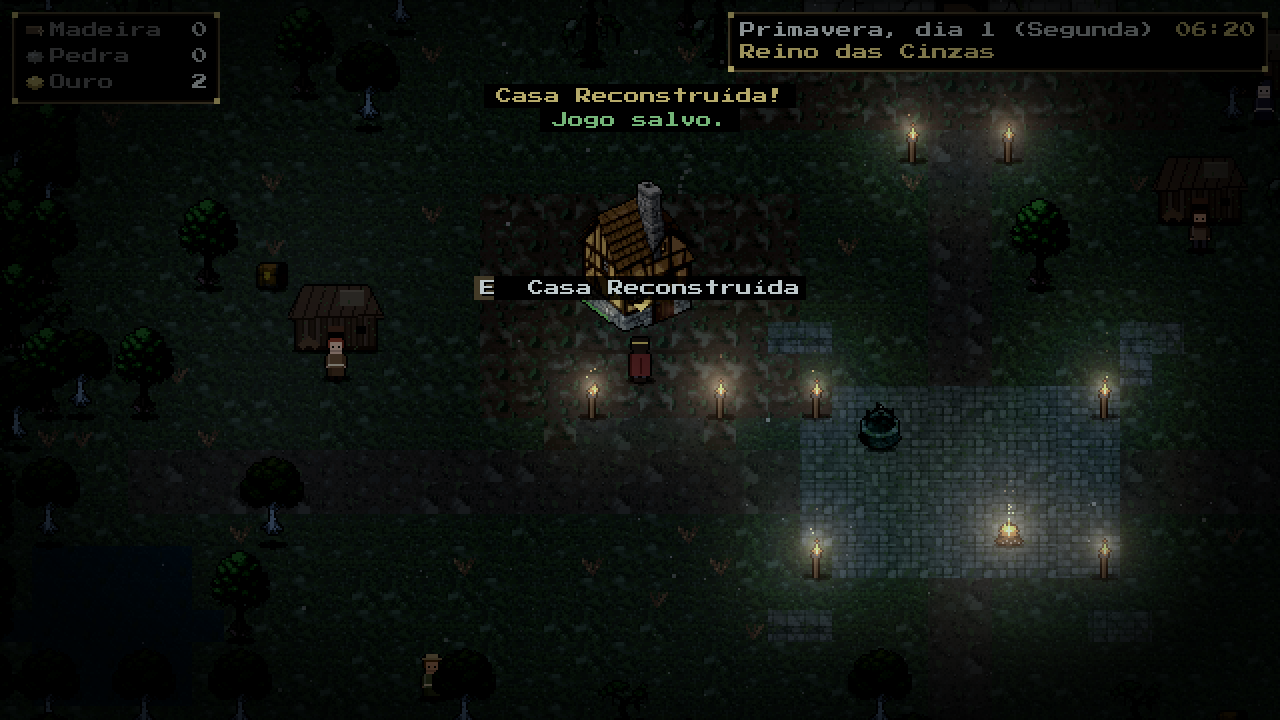 Madeira 0
Pedra 0
Ouro 2
Primavera, dia 1 (Segunda) 06:20
Reino das Cinzas
Casa Reconstruída!
Jogo salvo.
E Casa Reconstruída